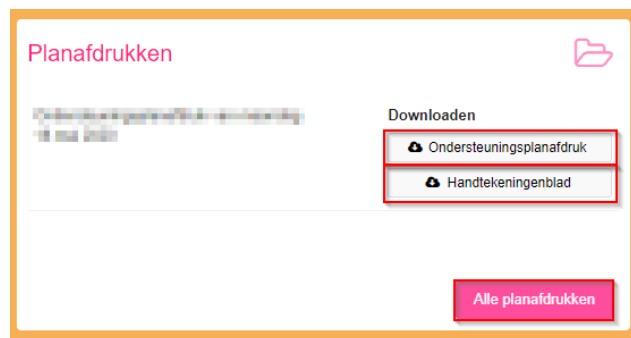 Planafdrukken
Downloaden
Ondersteuningsplanafdruk
Handtekeningenblad
Alle planafdrukken